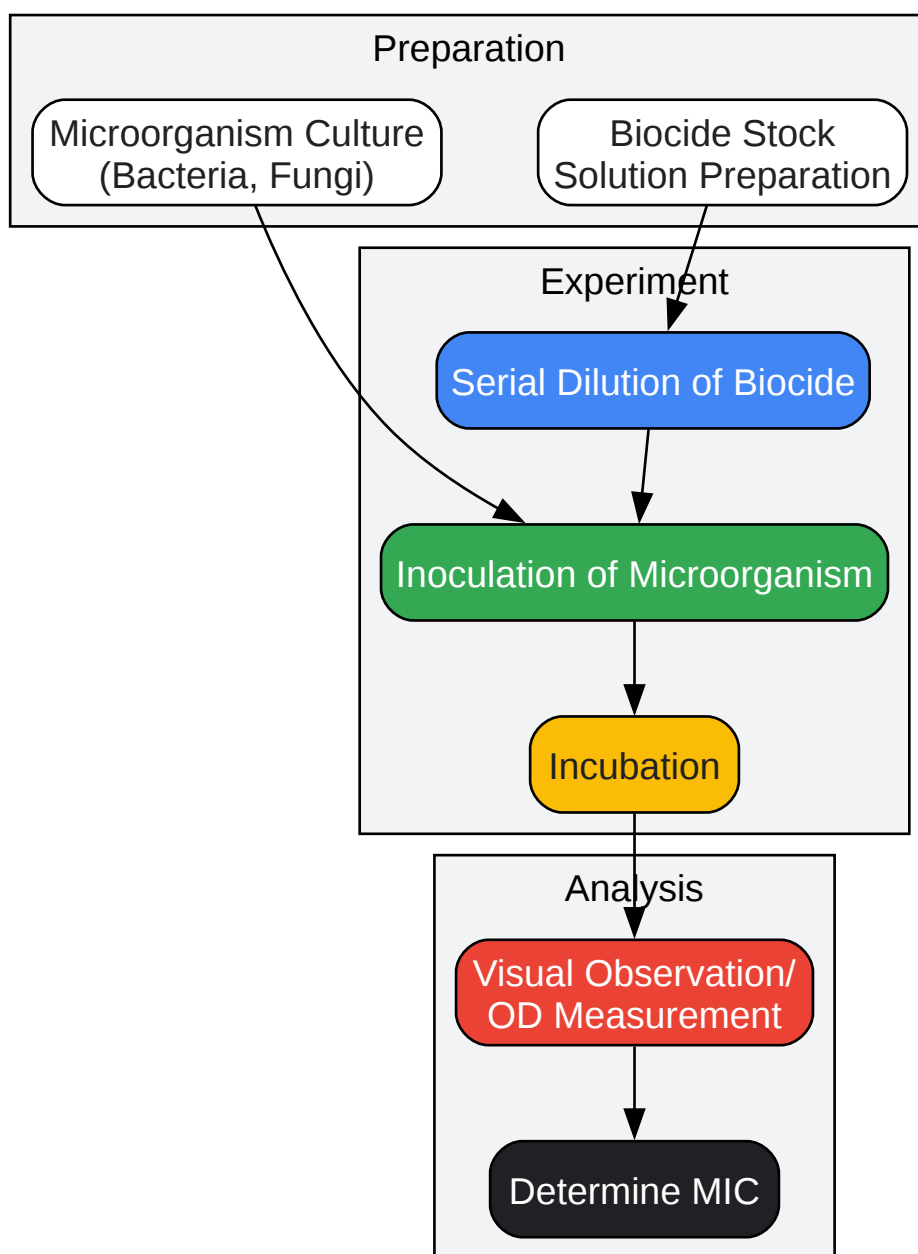 Preparation
Microorganism Culture
(Bacteria, Fungi)
Biocide Stock
Solution Preparation
Experiment
Serial Dilution of Biocide
Inoculation of Microorganism
Incubation
Analysis
Visual Observation/
OD Measurement
Determine MIC